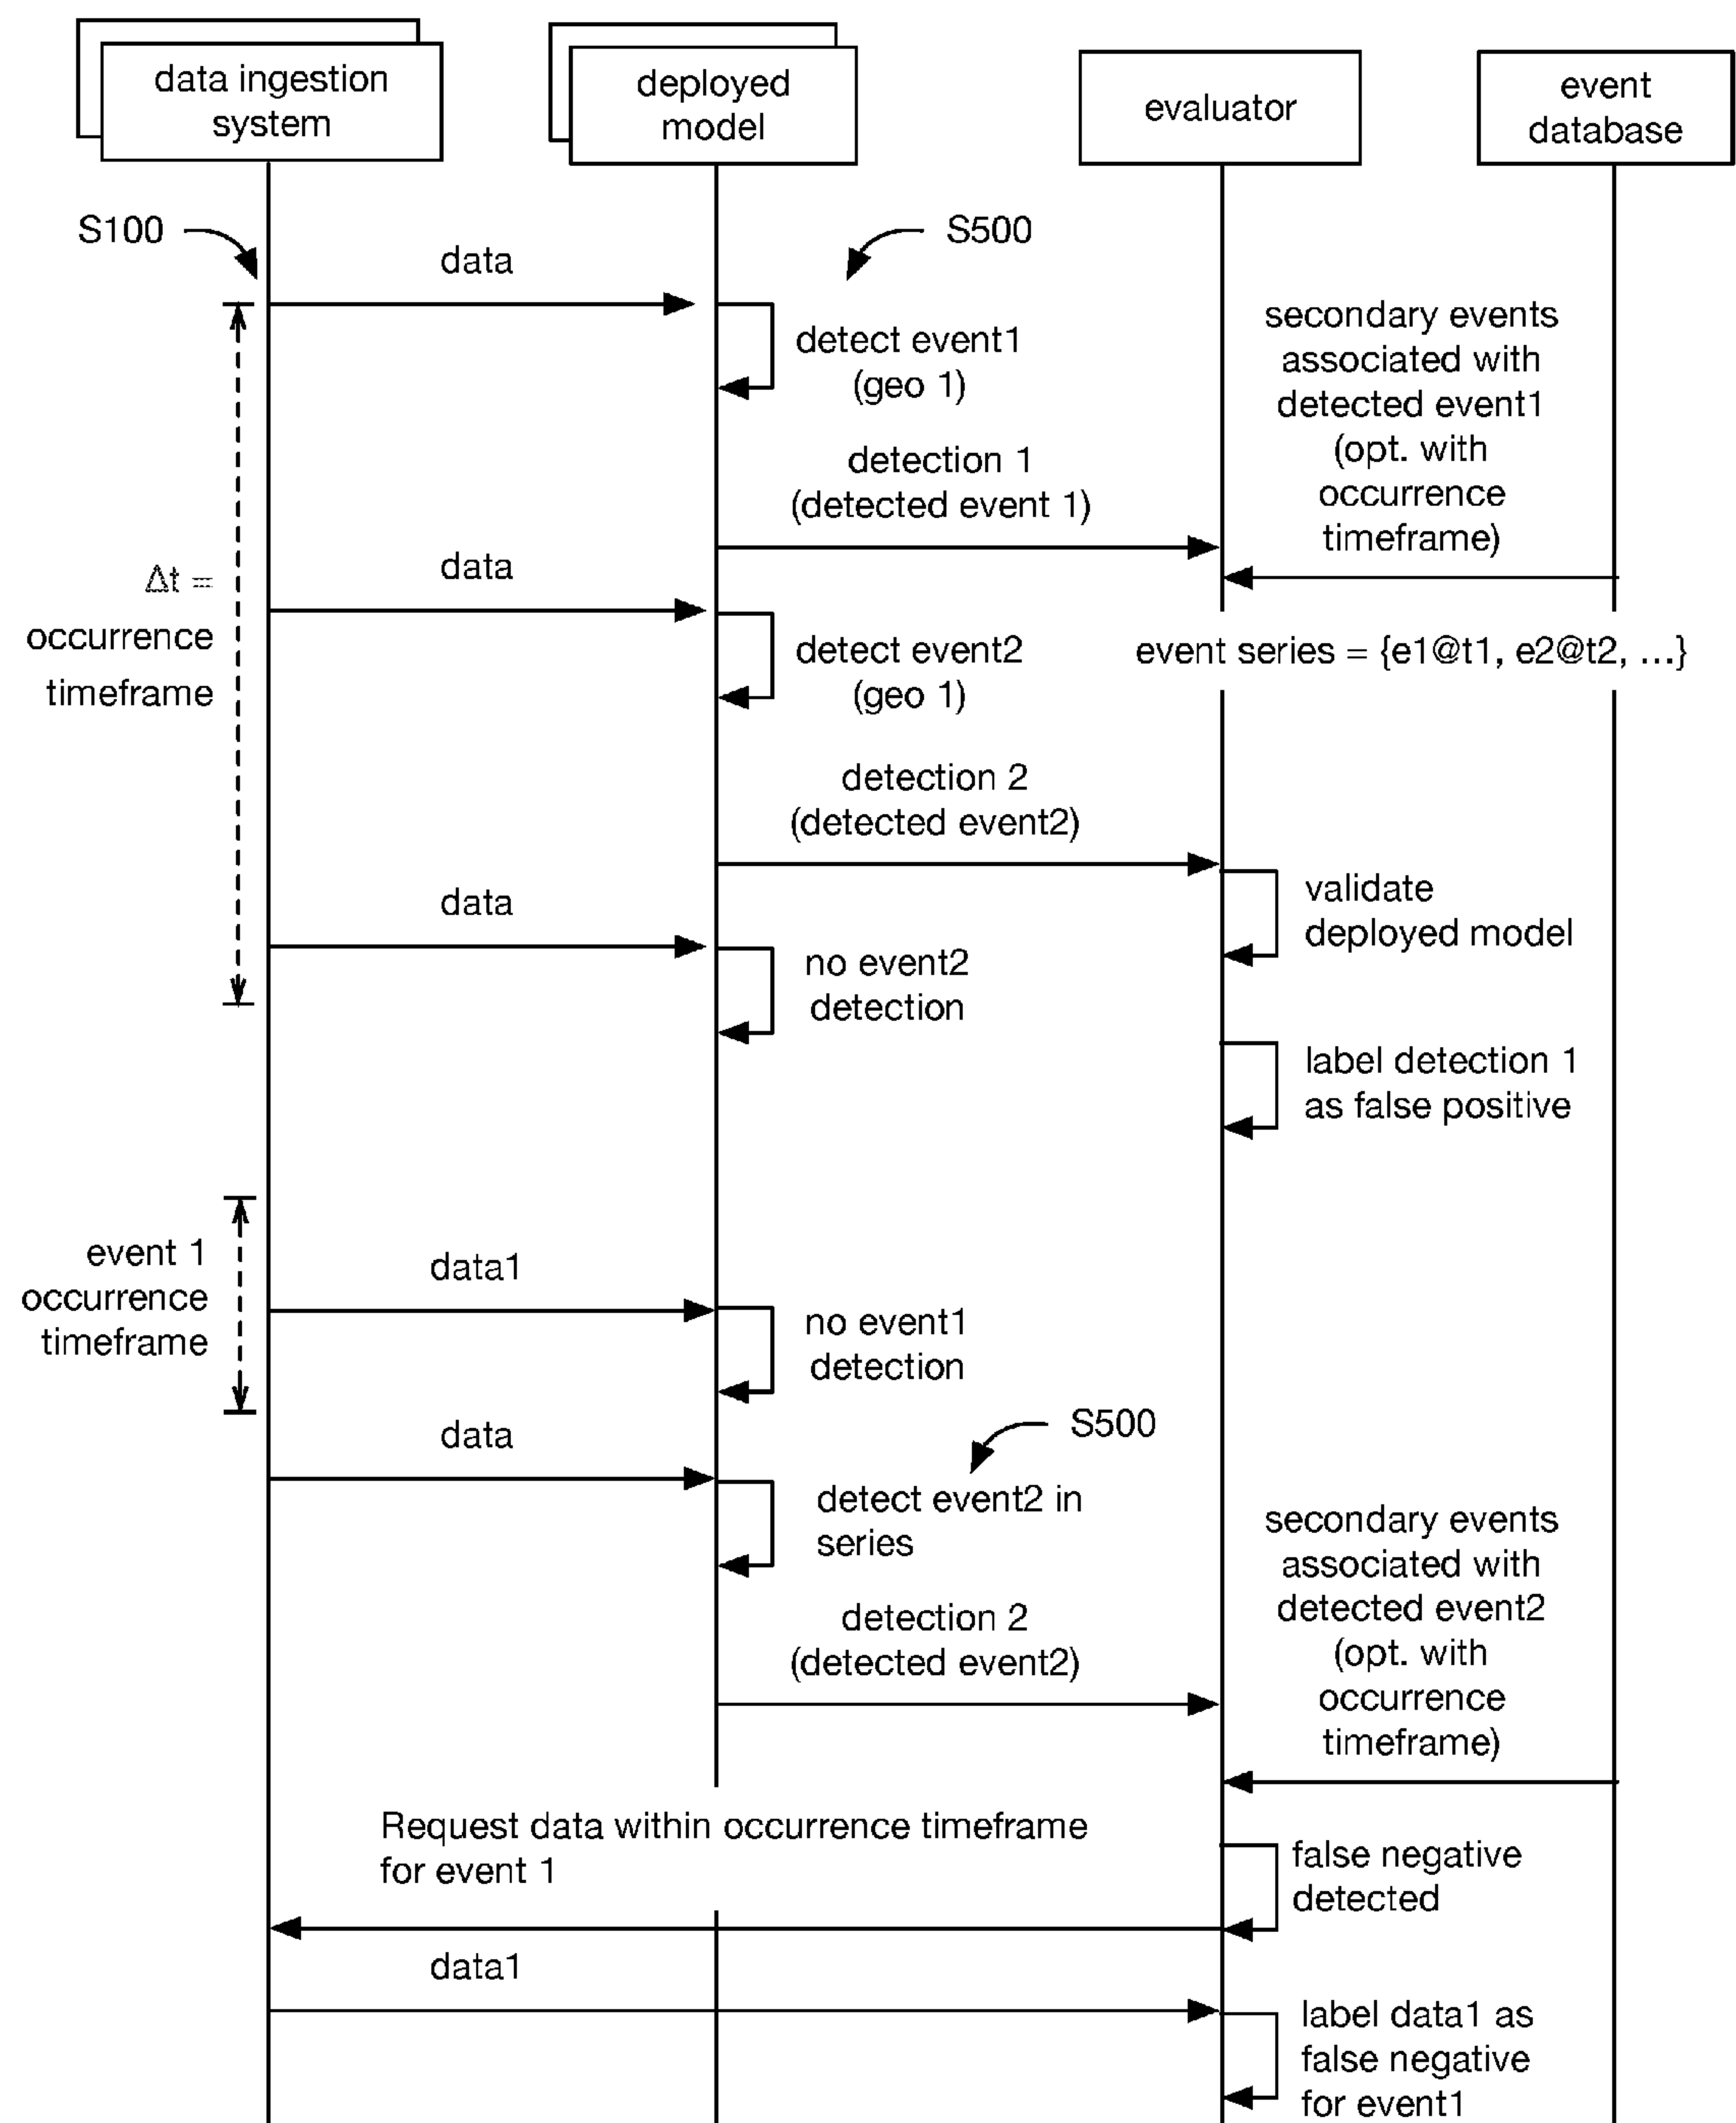 data ingestion
system
deployed
model
evaluator
event
database
S100
data
S500
detect event1
(geo 1)
secondary events
associated with
detected event1
(opt. with
occurrence
timeframe)
detection 1
(detected event 1)
Δt =
occurrence
timeframe
data
detect event2
(geo 1)
event series = {e1@t1, e2@t2, ...}
detection 2
(detected event2)
validate
deployed model
data
no event2
detection
label detection 1
as false positive
event 1
occurrence
timeframe
data1
no event1
detection
data
S500
detect event2 in
series
secondary events
associated with
detected event2
(opt. with
occurrence
timeframe)
detection 2
(detected event2)
Request data within occurrence timeframe
for event 1
false negative
detected
data1
label data1 as
false negative
for event1